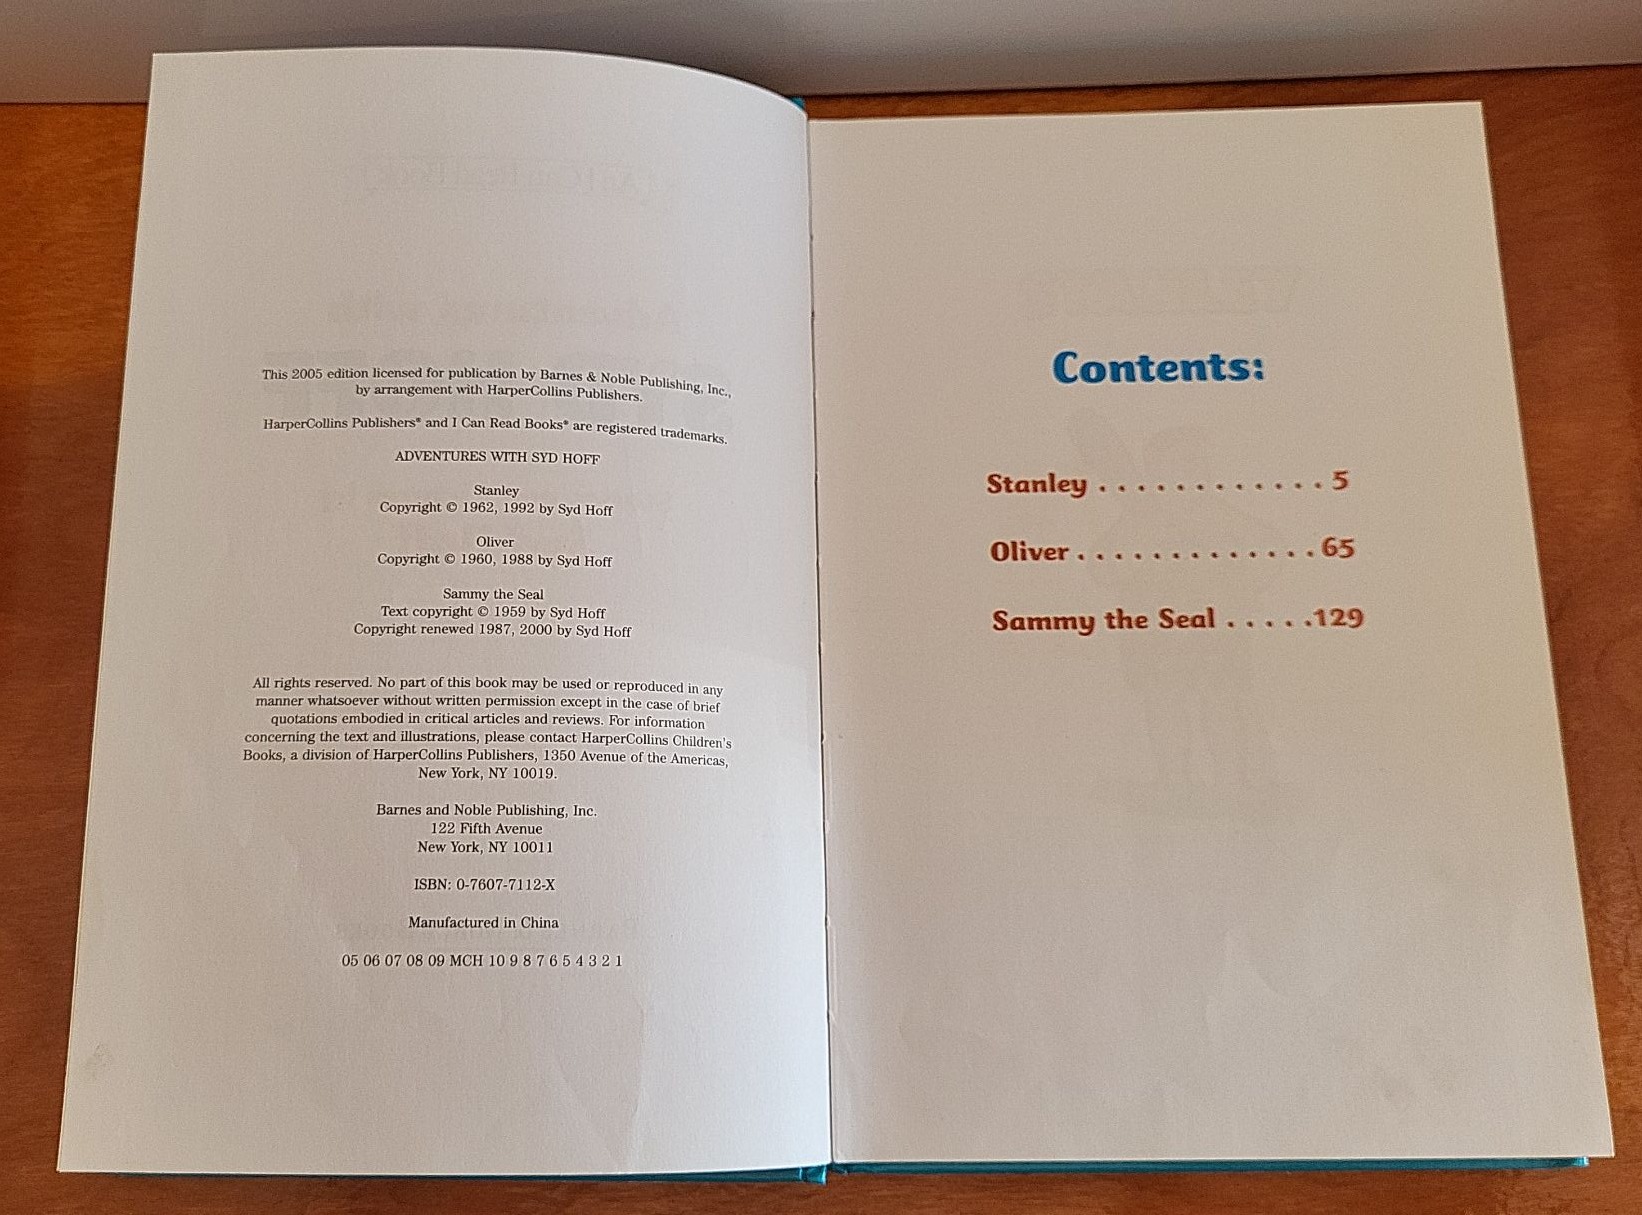 This 2005 edition licensed for publication by Barnes & Noble Publishing, Inc.,
by arrangement with HarperCollins Publishers.
HarperCollins Publishers® and I Can Read Books® are registered trademarks.
ADVENTURES WITH SYD HOFF
Stanley
Copyright © 1962, 1992 by Syd Hoff
Oliver
Copyright © 1960, 1988 by Syd Hoff
Sammy the Seal
Text copyright © 1959 by Syd Hoff
Copyright renewed 1987, 2000 by Syd Hoff
All rights reserved. No part of this book may be used or reproduced in any
manner whatsoever without written permission except in the case of brief
quotations embodied in critical articles and reviews. For information
concerning the text and illustrations, please contact HarperCollins Children's
Books, a division of HarperCollins Publishers, 1350 Avenue of the Americas,
New York, NY 10019.
Barnes and Noble Publishing, Inc.
122 Fifth Avenue
New York, NY 10011
ISBN: 0-7607-7112-X
Manufactured in China
05 06 07 08 09 MCH 10 9 8 7 6 5 4 3 2 1
Contents:
Stanley . . . . . . . . . . . . 5
Oliver . . . . . . . . . . . . . 65
Sammy the Seal . . . . .129